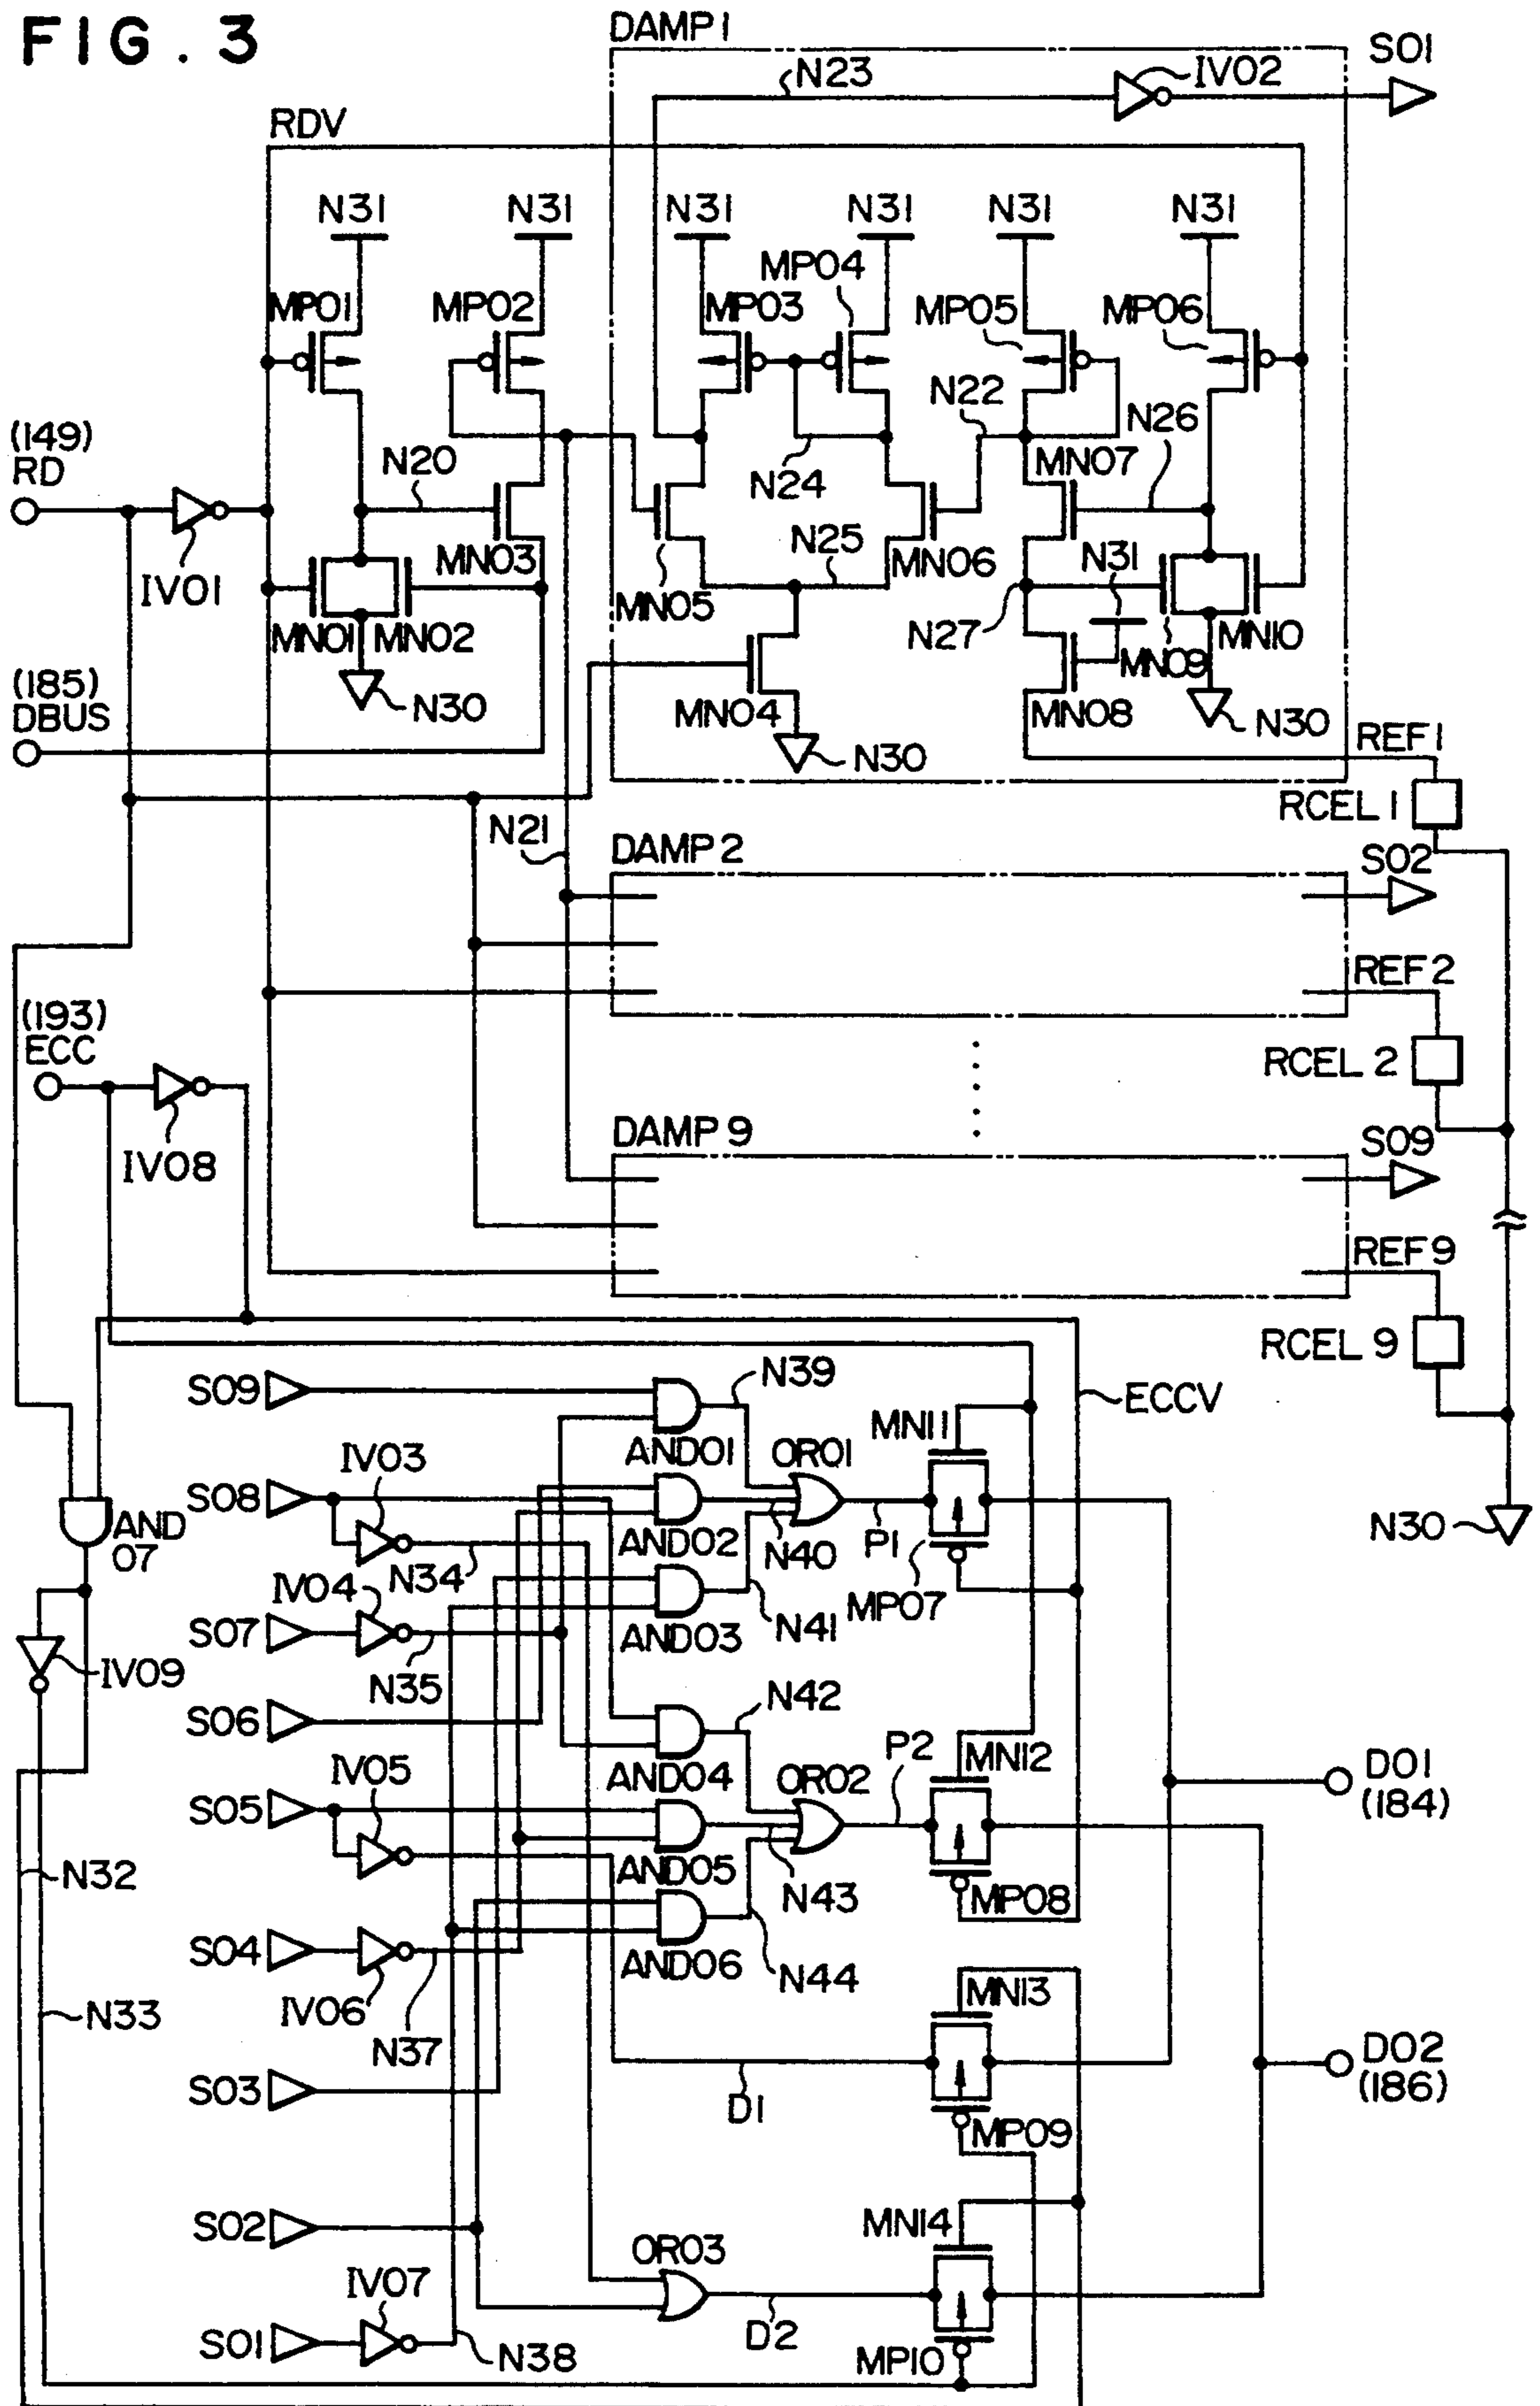 FIG. 3
DAMP1
N23
IV02
S01
RDV
N31
N31
N31
N31
N31
N31
MP01
MP02
MP03
MP04
MP05
MP06
N22
N26
(149)
RD
N20
N24
MN07
IV01
MN03
N25
MN06
N31
MN05
MN01
MN02
N27
MN09
MN10
(185)
DBUS
N30
MN04
MN08
N30
N30
REF1
RCEL1
N21
DAMP2
S02
REF2
(193)
ECC
RCEL2
IV08
DAMP9
S09
REF9
RCEL9
S09
N39
ECCV
AND01
OR01
MN11
IV03
S08
AND
07
N34
AND02
N40
P1
N30
IV04
S07
AND03
N41
MP07
IV09
N35
S06
N42
AND04
P2
MN12
IV05
OR02
D01
(184)
S05
N32
AND05
N43
MP08
S04
AND06
N44
IV06
N37
MN13
N33
S03
D1
MP09
D02
(186)
S02
OR03
MN14
IV07
D2
S01
N38
MP10